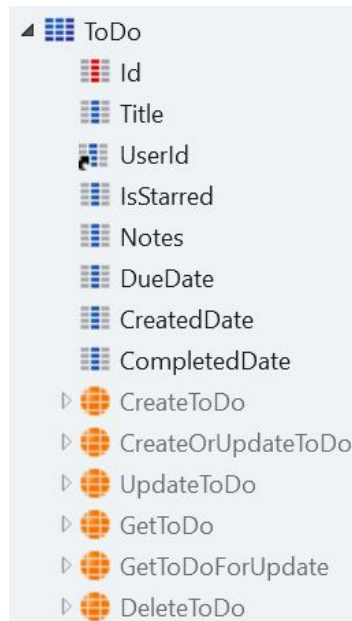 ToDo
Id
Title
UserId
IsStarred
Notes
DueDate
CreatedDate
CompletedDate
CreateToDo
CreateOrUpdateToDo
UpdateToDo
GetToDo
GetToDoForUpdate
DeleteToDo